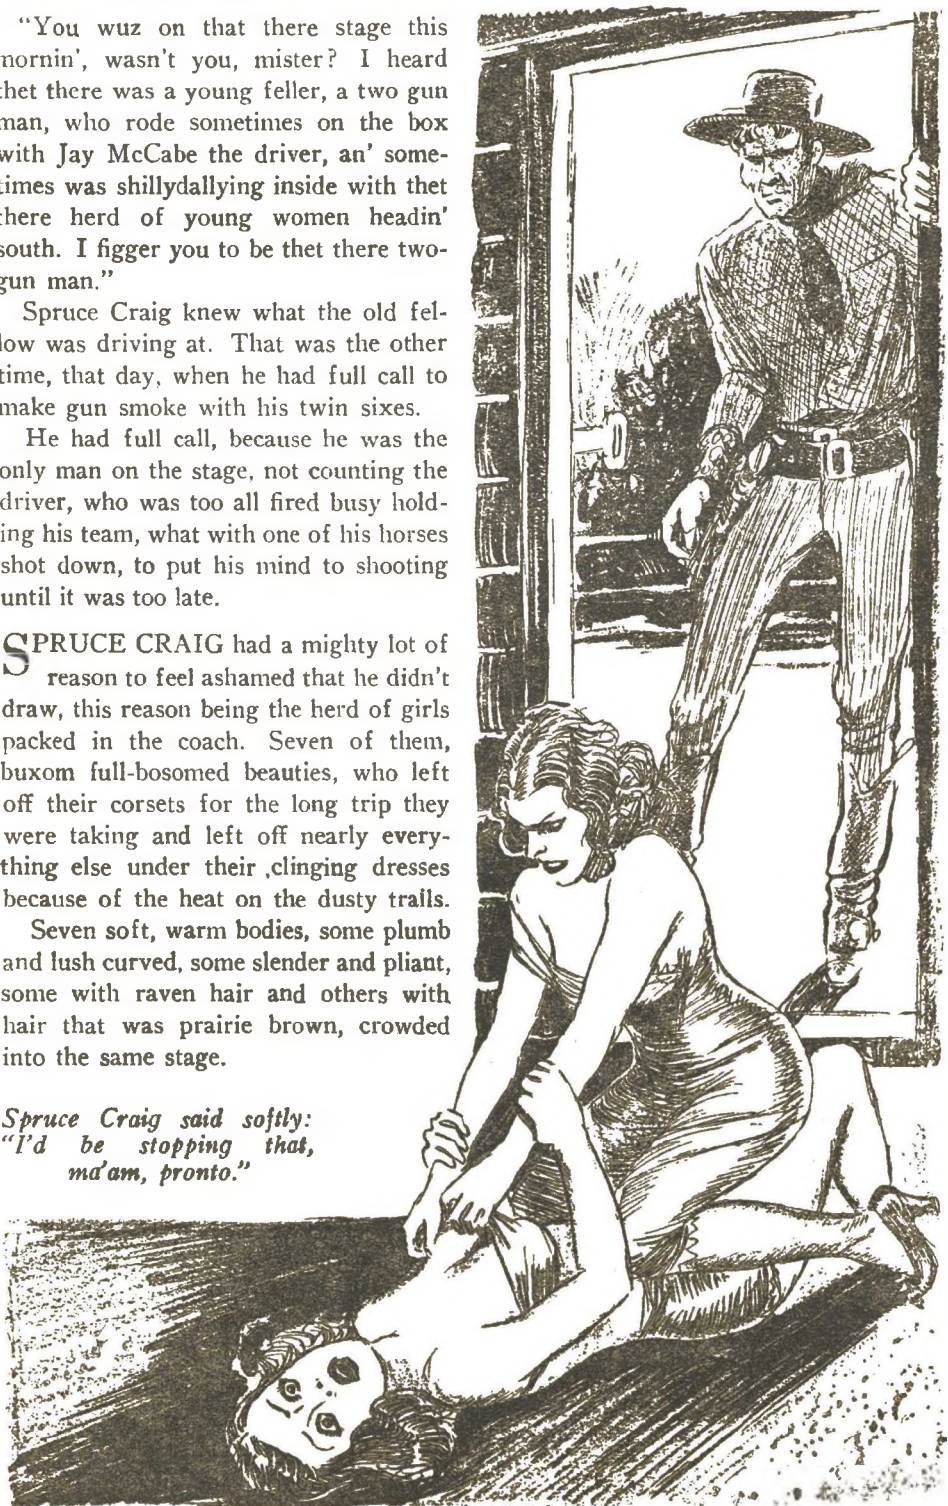 “You wuz on that there stage this
mornin’, wasn’t you, mister? I heard
thet there was a young feller, a two gun
man, who rode sometimes on the box
with Jay McCabe the driver, an’ some-
times was shillydallying inside with thet
there herd of young women headin’
south. I figger you to be thet there two-
gun man.”
Spruce Craig knew what the old fel-
low was driving at. That was the other
time, that day, when he had full call to
make gun smoke with his twin sixes.
He had full call, because he was the
only man on the stage, not counting the
driver, who was too all fired busy hold-
ing his team, what with one of his horses
shot down, to put his mind to shooting
until it was too late.
SPRUCE CRAIG had a mighty lot of
reason to feel ashamed that he didn’t
draw, this reason being the herd of girls
packed in the coach. Seven of them,
buxom full-bosomed beauties, who left
off their corsets for the long trip they
were taking and left off nearly every-
thing else under their ,clinging dresses
because of the heat on the dusty trails.
Seven soft, warm bodies, some plumb
and lush curved, some slender and pliant,
some with raven hair and others with
hair that was prairie brown, crowded
into the same stage.
Spruce Craig said softly:
“I’d be stopping that,
ma’am, pronto.”